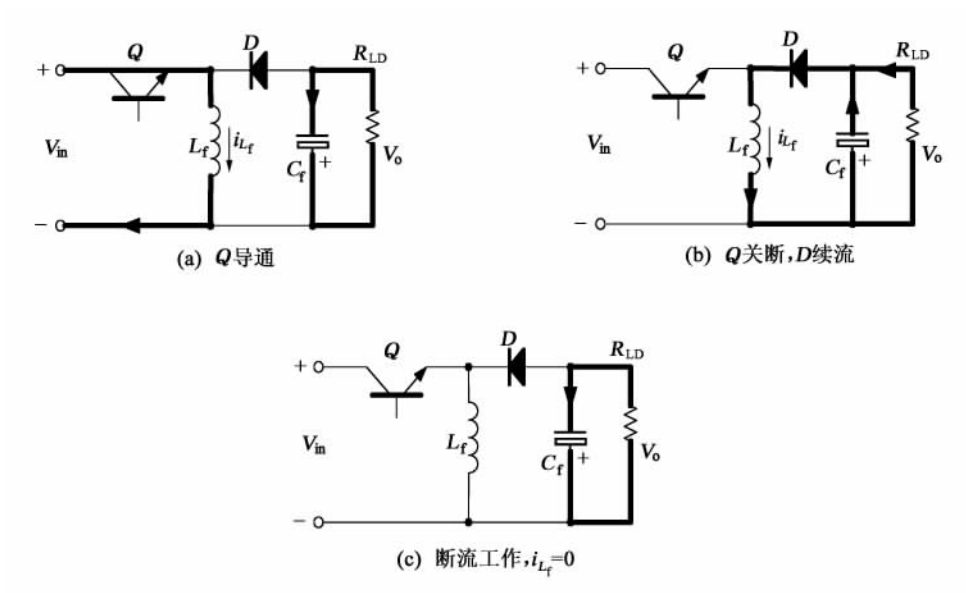 Q D R_LD Q D R_LD
+ +
V_in L_f i_Lf C_f + V_o V_in L_f i_Lf C_f + V_o
− −
(a) Q导通 (b) Q关断,D续流
Q D R_LD
+
V_in L_f C_f + V_o
−
(c) 断流工作,i_Lf=0